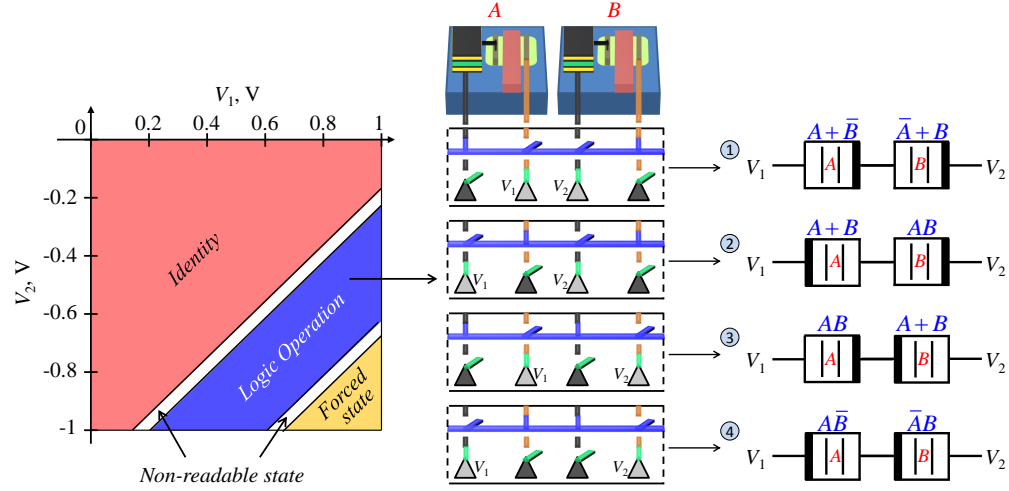 A B
V₁, V
0 0.2 0.4 0.6 0.8 1
-0.2
-0.4
-0.6
-0.8
-1
V₂, V
Identity
Logic Operation
Forced
state
Non-readable state
V₁ V₂
1
V₁ A + B̅ A̅ + B V₂
A B
V₁ V₂
2
V₁ A + B AB V₂
A B
V₁ V₂
3
V₁ AB A + B V₂
A B
V₁ V₂
4
V₁ AB̅ A̅B V₂
A B